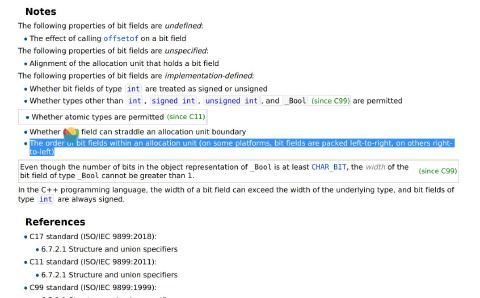 Notes
The following properties of bit fields are undefined:
The effect of calling offsetof on a bit field
The following properties of bit fields are unspecified:
Alignment of the allocation unit that holds a bit field
The following properties of bit fields are implementation-defined:
Whether bit fields of type int are treated as signed or unsigned
Whether types other than int, signed int, unsigned int, and _Bool (since C99) are permitted
Whether atomic types are permitted (since C11)
Whether field can straddle an allocation unit boundary
The order of bit fields within an allocation unit (on some platforms, bit fields are packed left-to-right, on others right-
to-left)
Even though the number of bits in the object representation of _Bool is at least CHAR_BIT, the width of the
bit field of type _Bool cannot be greater than 1.
(since C99)
In the C++ programming language, the width of a bit field can exceed the width of the underlying type, and bit fields of
type int are always signed.
References
C17 standard (ISO/IEC 9899:2018):
6.7.2.1 Structure and union specifiers
C11 standard (ISO/IEC 9899:2011):
6.7.2.1 Structure and union specifiers
C99 standard (ISO/IEC 9899:1999):